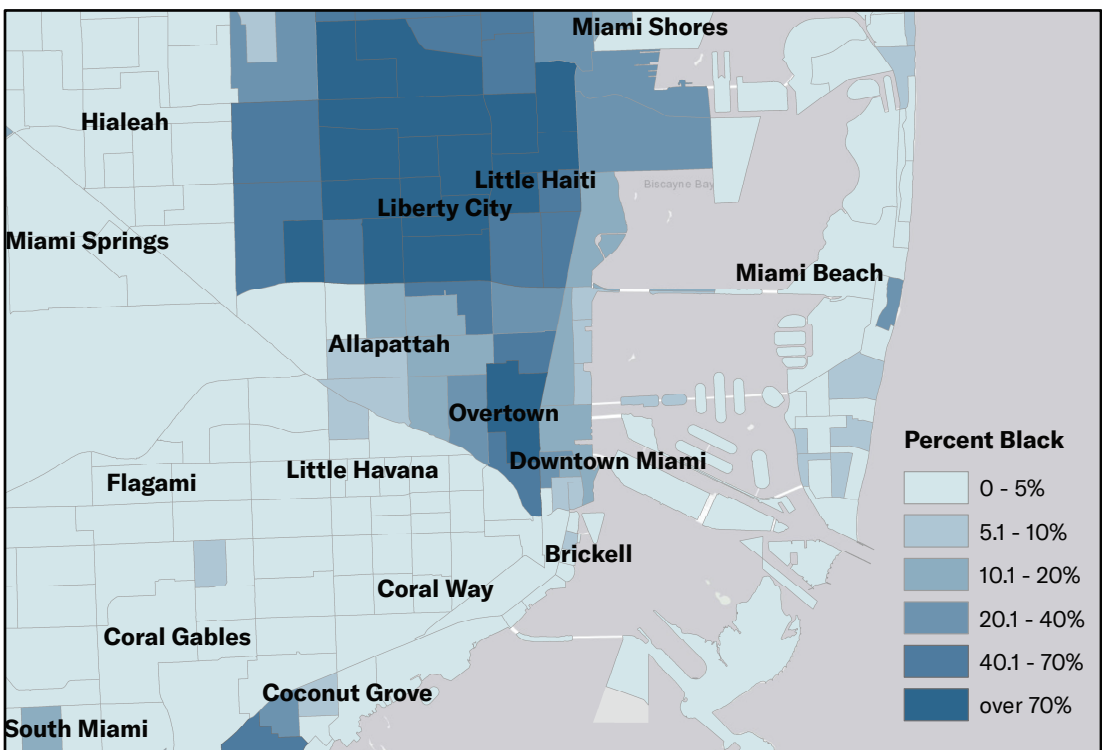 Miami Shores
Hialeah
Little Haiti
Biscayne Bay
Liberty City
Miami Springs
Miami Beach
Allapattah
Overtown
Downtown Miami
Little Havana
Flagami
Brickell
Coral Way
Coral Gables
Coconut Grove
South Miami
Percent Black
0 - 5%
5.1 - 10%
10.1 - 20%
20.1 - 40%
40.1 - 70%
over 70%